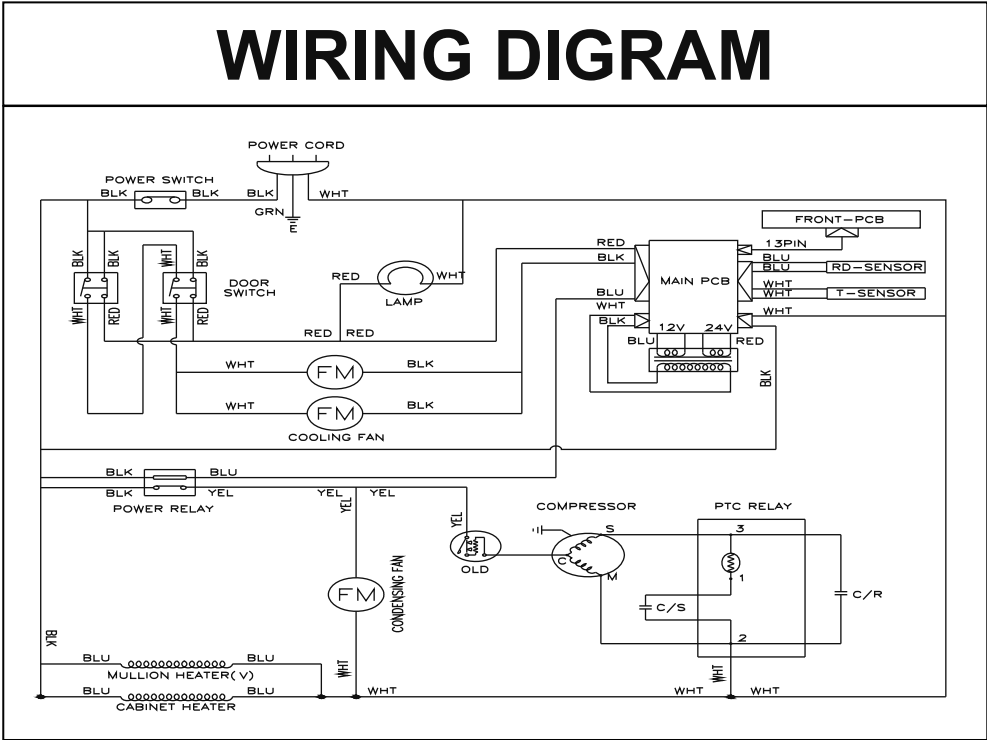 WIRING DIGRAM
POWER CORD
POWER SWITCH
BLK BLK BLK WHT
GRN
E
FRONT-PCB
13PIN
RED
BLK
BLU
BLU
RD-SENSOR
WHT
WHT
T-SENSOR
MAIN PCB
BLK BLK WHT BLK
DOOR
SWITCH
RED WHT
LAMP
BLU
WHT
BLK
WHT
12V 24V
BLU RED
WHT RED WHT RED
RED RED
WHT FM BLK
BLK
WHT FM BLK
COOLING FAN
BLK BLU
BLK YEL YEL YEL
POWER RELAY
YEL
YEL
COMPRESSOR
PTC RELAY
S
3
OLD
C
M
1
C/S
C/R
2
FM
CONDENSING FAN
BLK
BLU BLU
MULLION HEATER(V)
WHT
WHT
BLU BLU WHT WHT WHT
CABINET HEATER